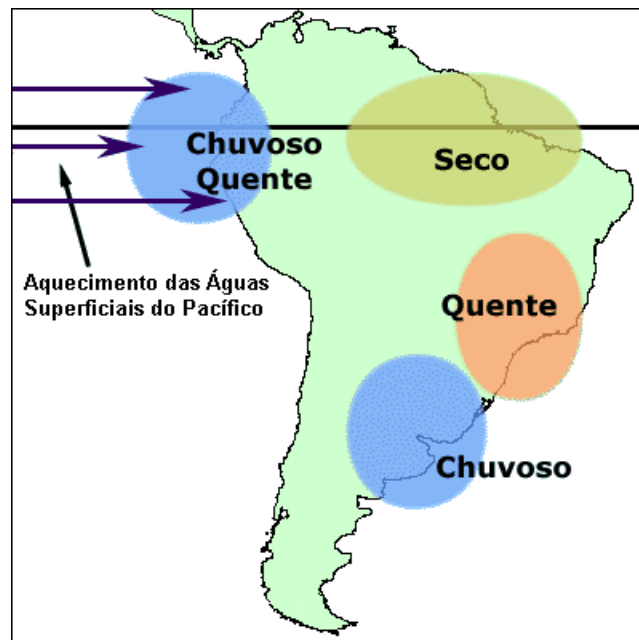 Chuvoso
Quente
Seco
Aquecimento das Águas
Superficiais do Pacífico
Quente
Chuvoso